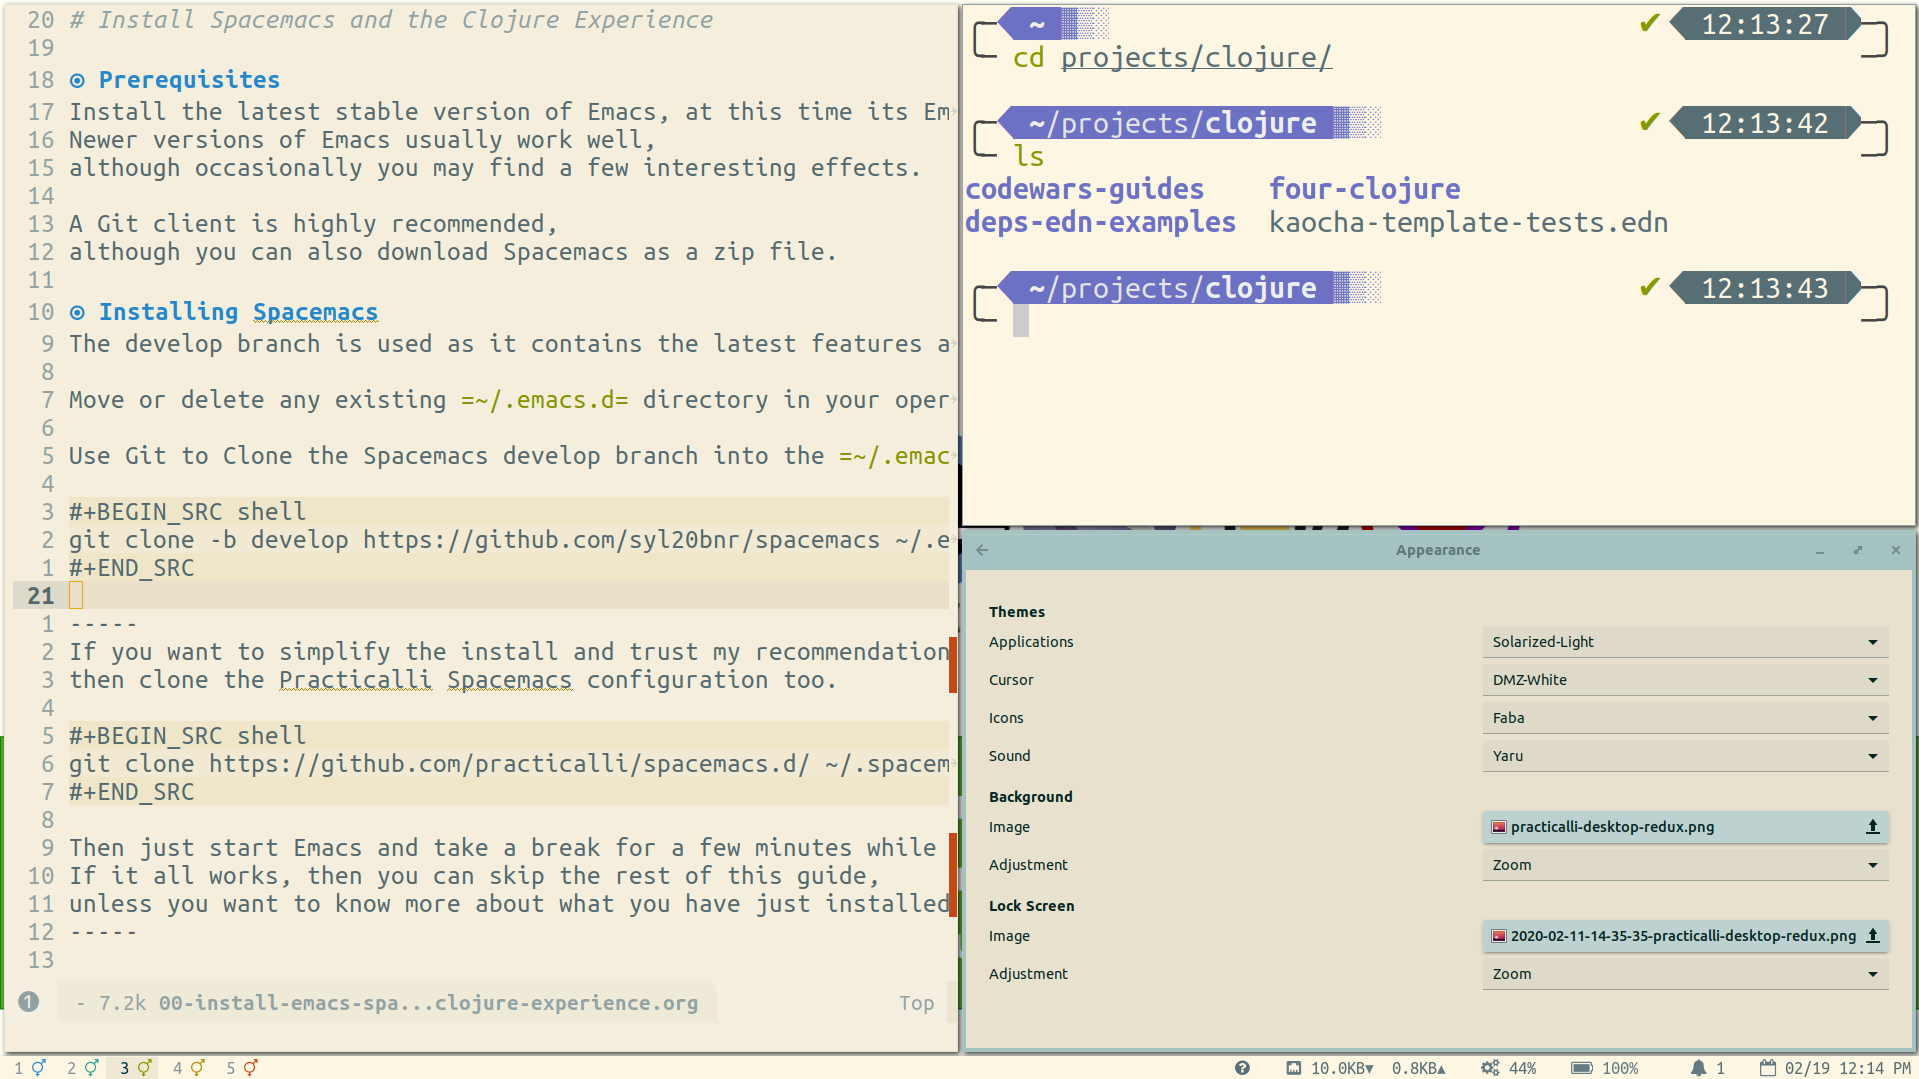 20 # Install Spacemacs and the Clojure Experience
19
18 Prerequisites
17 Install the latest stable version of Emacs, at this time its Em
16 Newer versions of Emacs usually work well,
15 although occasionally you may find a few interesting effects.
14
13 A Git client is highly recommended,
12 although you can also download Spacemacs as a zip file.
11
10 Installing Spacemacs
9 The develop branch is used as it contains the latest features a
8
7 Move or delete any existing =~/.emacs.d= directory in your oper
6
5 Use Git to Clone the Spacemacs develop branch into the =~/.emac
4
3 #+BEGIN_SRC shell
2 git clone -b develop https://github.com/syl20bnr/spacemacs ~/.e
1 #+END_SRC
21
1 -----
2 If you want to simplify the install and trust my recommendation
3 then clone the Practicalli Spacemacs configuration too.
4
5 #+BEGIN_SRC shell
6 git clone https://github.com/practicalli/spacemacs.d/ ~/.spacem
7 #+END_SRC
8
9 Then just start Emacs and take a break for a few minutes while
10 If it all works, then you can skip the rest of this guide,
11 unless you want to know more about what you have just installed
12 -----
13
1 - 7.2k 00-install-emacs-spa...clojure-experience.org Top
~ ✔ 12:13:27
cd projects/clojure/
~/projects/clojure ✔ 12:13:42
ls
codewars-guides four-clojure
deps-edn-examples kaocha-template-tests.edn
~/projects/clojure ✔ 12:13:43
Appearance
Themes
Applications Solarized-Light
Cursor DMZ-White
Icons Faba
Sound Yaru
Background
Image practicalli-desktop-redux.png
Adjustment Zoom
Lock Screen
Image 2020-02-11-14-35-35-practicalli-desktop-redux.png
Adjustment Zoom
1 2 3 4 5 10.0KB▾ 0.8KB▴ 44% 100% 1 02/19 12:14 PM